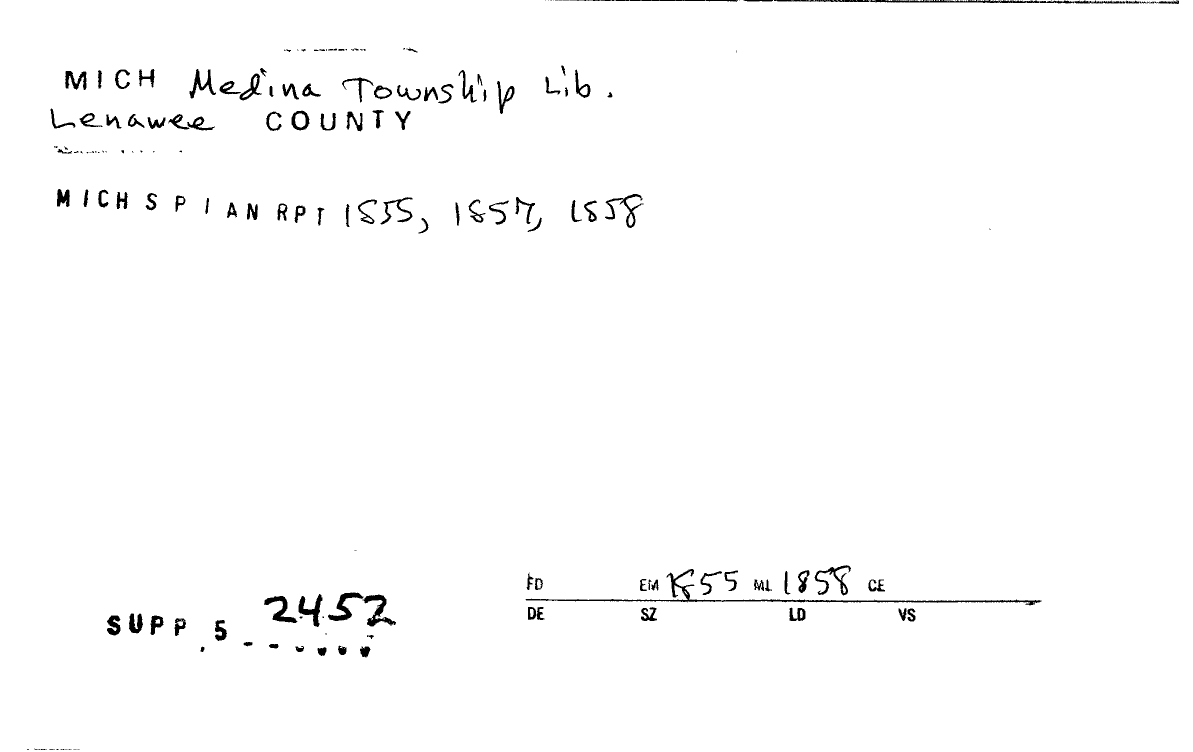 MICH Medina Township Lib.
Lenawee COUNTY
MICH S P I AN RPT 1855, 1857, 1858
FD EM 1855 ML 1858 CE
DE SZ LD VS
SUPP 5 2452